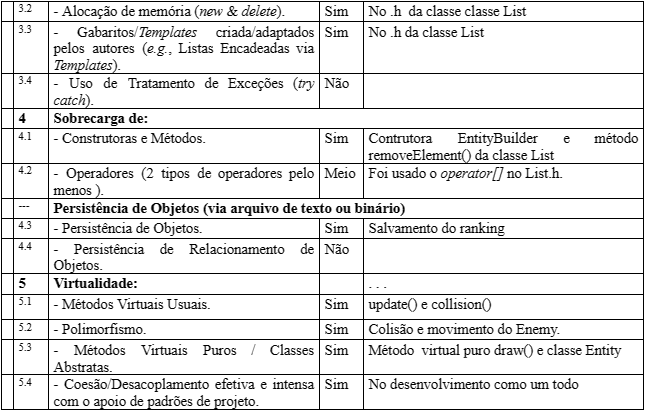 3.2 - Alocação de memória (new & delete). Sim No .h da classe classe List
3.3 - Gabaritos/Templates criada/adaptados Sim No .h da classe List
pelos autores (e.g., Listas Encadeadas via
Templates).
3.4 - Uso de Tratamento de Exceções (try Não
catch).
4 Sobrecarga de:
4.1 - Construtoras e Métodos. Sim Contrutora EntityBuilder e método
removeElement() da classe List
4.2 - Operadores (2 tipos de operadores pelo Meio Foi usado o operator[] no List.h.
menos ).
--- Persistência de Objetos (via arquivo de texto ou binário)
4.3 - Persistência de Objetos. Sim Salvamento do ranking
4.4 - Persistência de Relacionamento de Não
Objetos.
5 Virtualidade: . . .
5.1 - Métodos Virtuais Usuais. Sim update() e collision()
5.2 - Polimorfismo. Sim Colisão e movimento do Enemy.
5.3 - Métodos Virtuais Puros / Classes Sim Método virtual puro draw() e classe Entity
Abstratas.
5.4 - Coesão/Desacoplamento efetiva e intensa Sim No desenvolvimento como um todo
com o apoio de padrões de projeto.